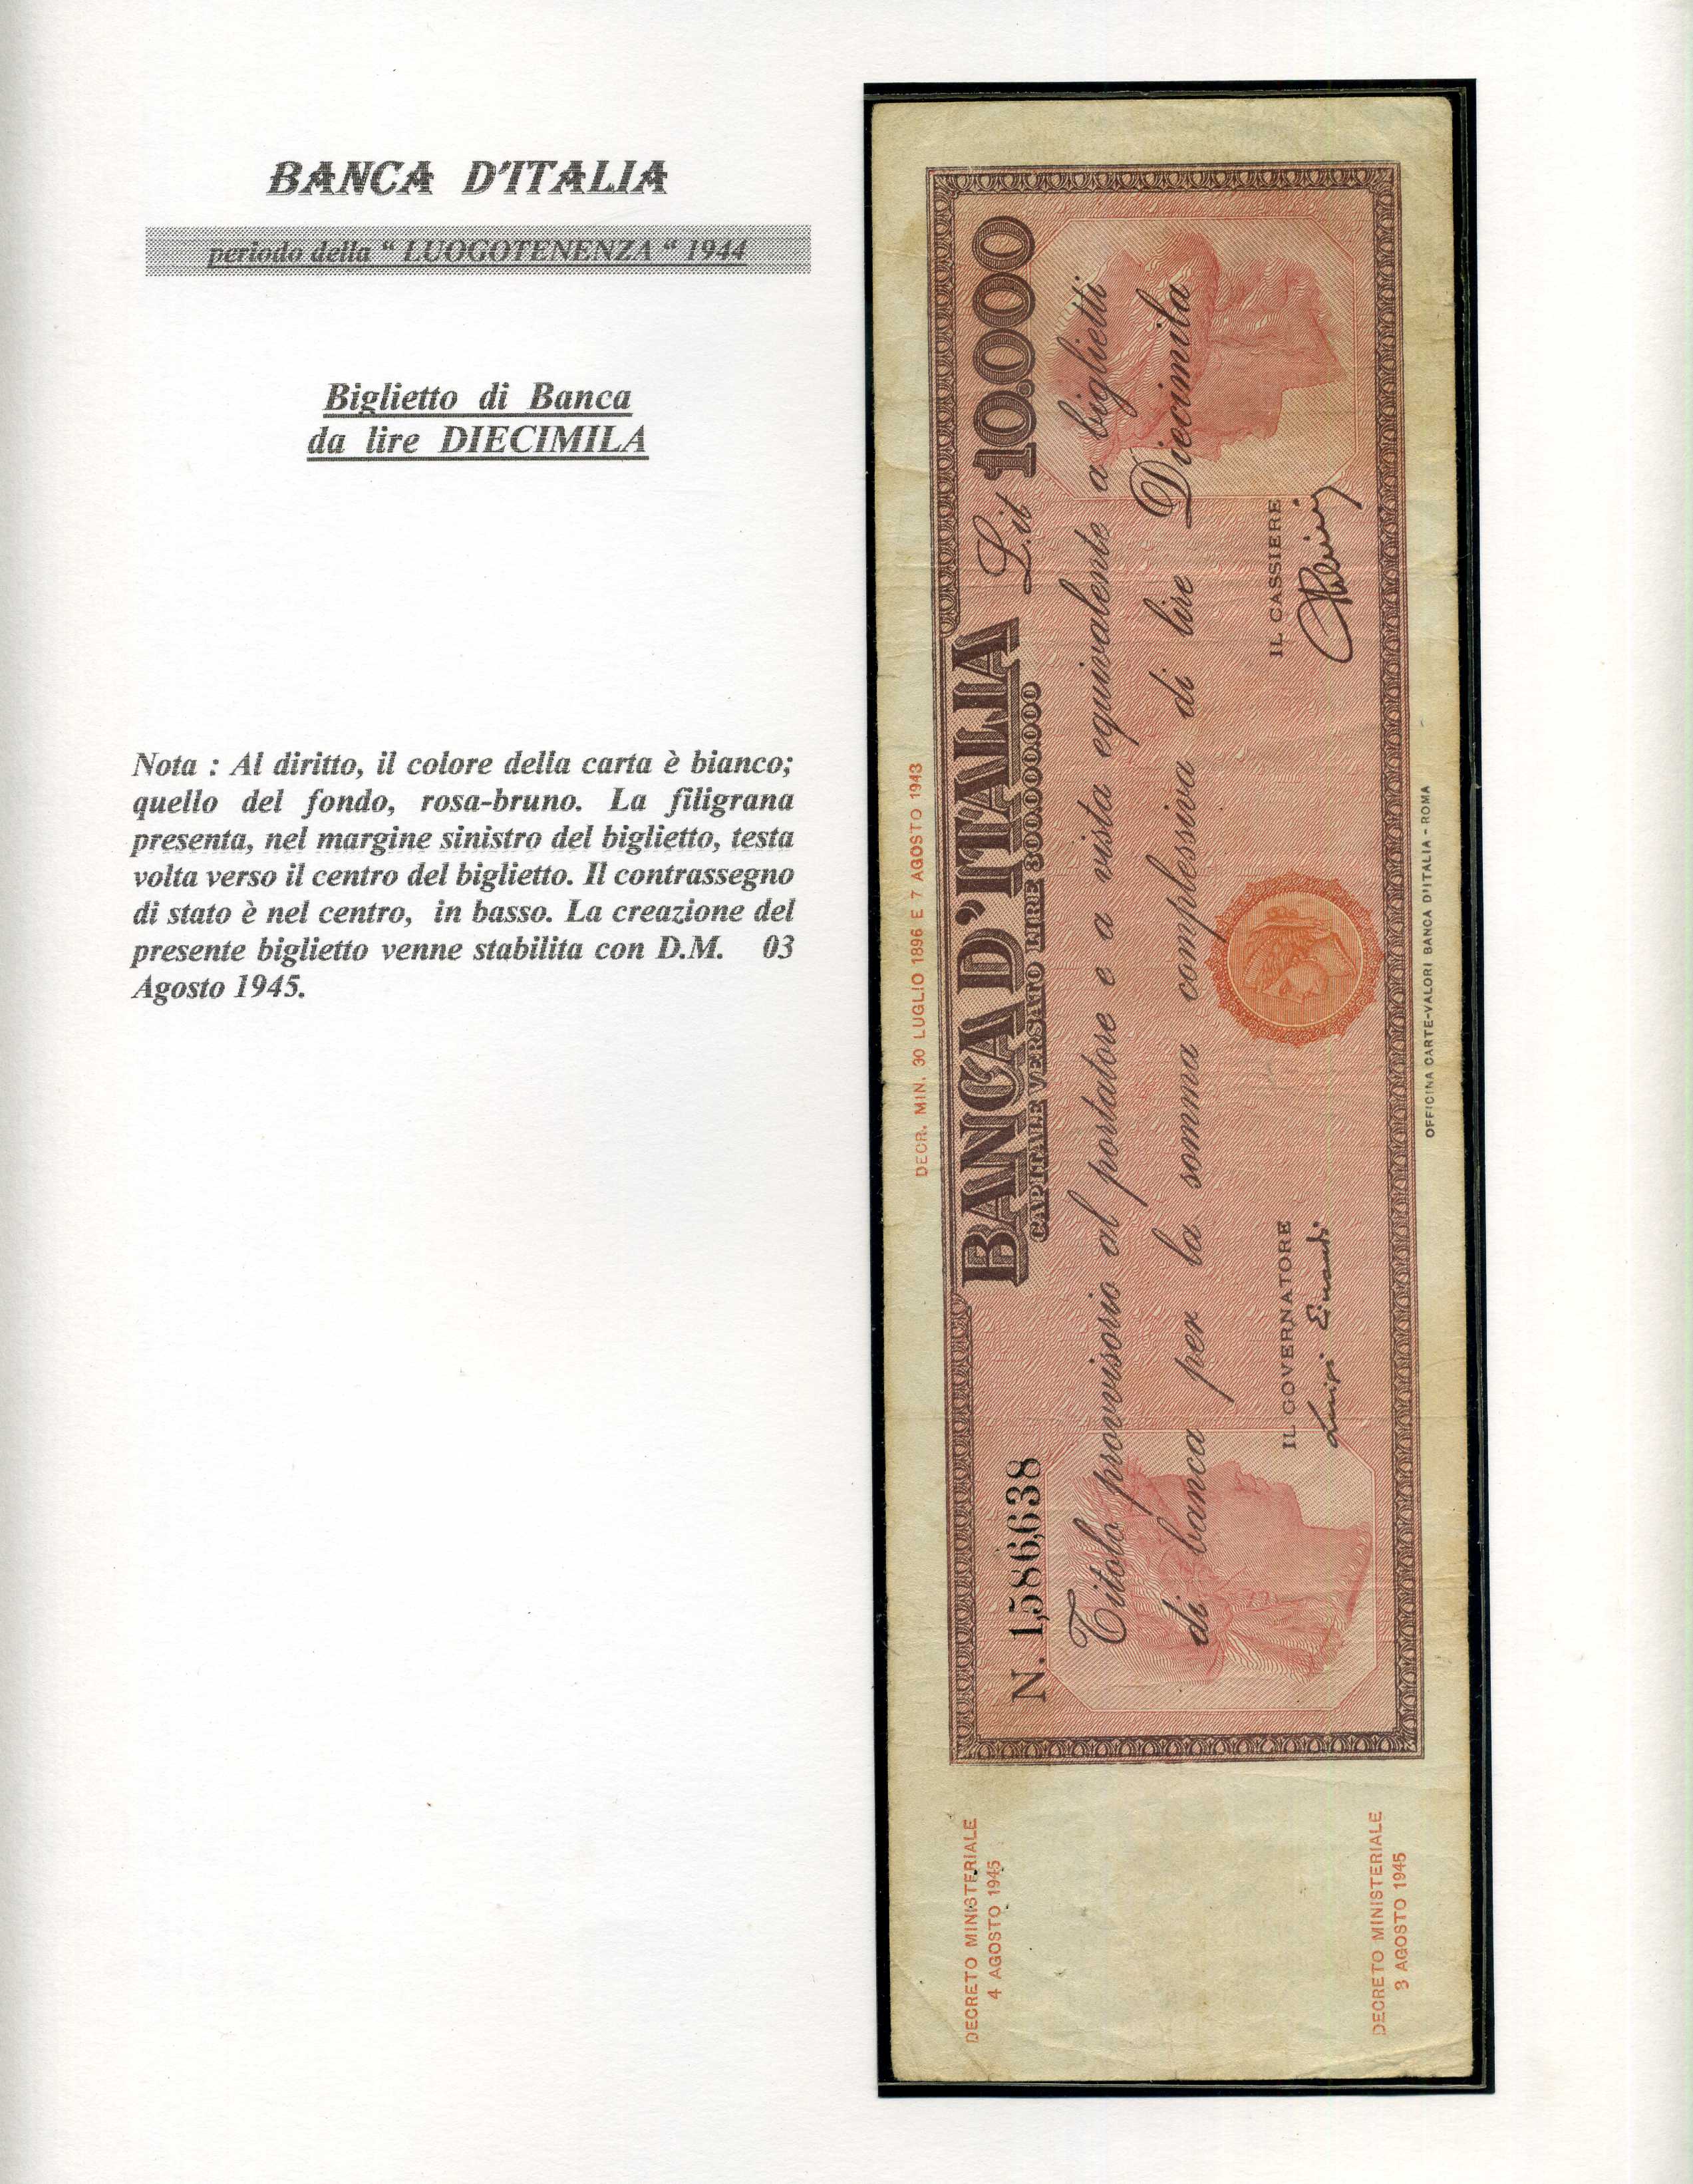 BANCA D'ITALIA
periodo della “ LUOGOTENENZA “ 1944
Biglietto di Banca
da lire DIECIMILA
Nota : Al diritto, il colore della carta è bianco;
quello del fondo, rosa-bruno. La filigrana
presenta, nel margine sinistro del biglietto, testa
volta verso il centro del biglietto. Il contrassegno
di stato è nel centro, in basso. La creazione del
presente biglietto venne stabilita con D.M. 03
Agosto 1945.
DECR. MIN. 30 LUGLIO 1896 E 7 AGOSTO 1943
BANCA D'ITALIA
CAPITALE VERSATO LIRE 300.000.000
N. 1,586,638
L.it 10.000
Titolo provvisorio al portatore e a vista equivalente a biglietti
di banca per la somma complessiva di lire Diecimila
IL GOVERNATORE
Luigi Einaudi
IL CASSIERE
OFFICINA CARTE-VALORI BANCA D'ITALIA - ROMA
DECRETO MINISTERIALE
4 AGOSTO 1945
DECRETO MINISTERIALE
3 AGOSTO 1945